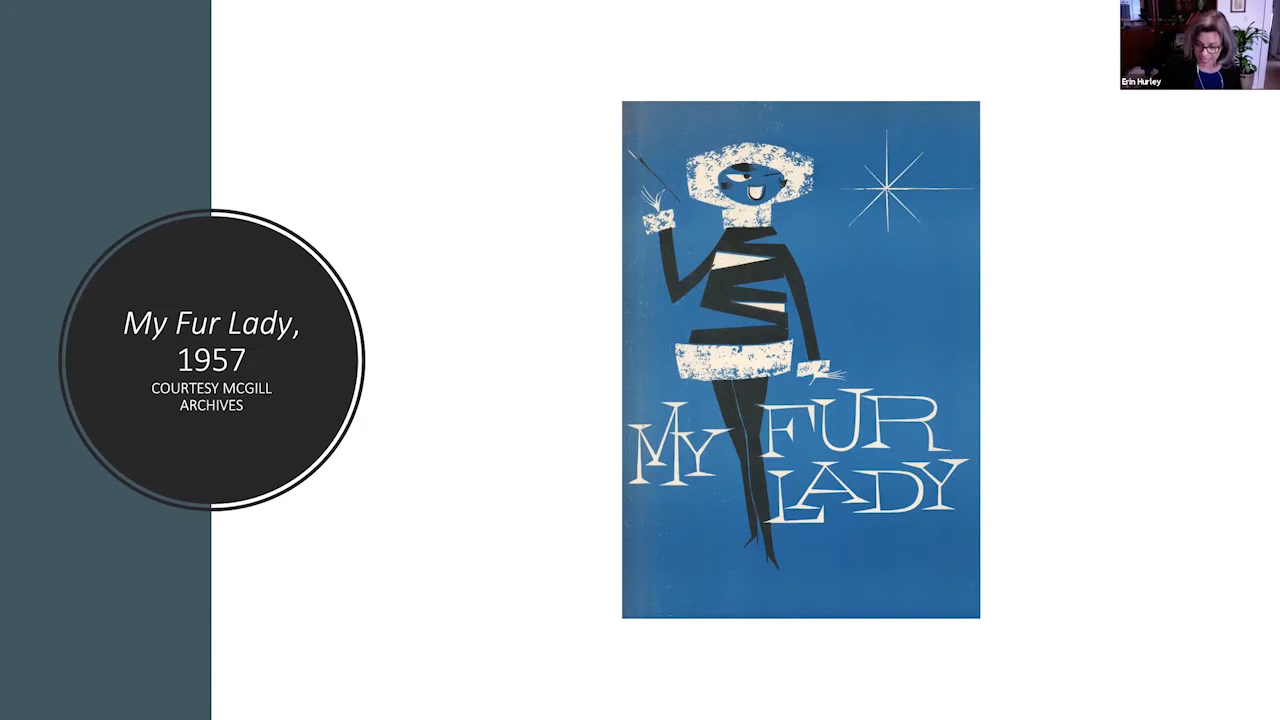 My Fur Lady,
1957
COURTESY MCGILL
ARCHIVES
MY FUR
LADY
Erin Hurley